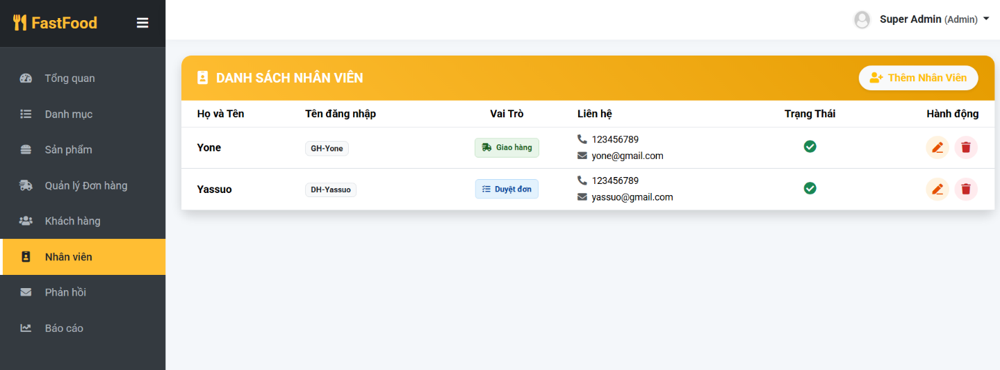 FastFood
Super Admin (Admin)
Tổng quan
Danh mục
Sản phẩm
Quản lý Đơn hàng
Khách hàng
Nhân viên
Phản hồi
Báo cáo
DANH SÁCH NHÂN VIÊN
Thêm Nhân Viên
Họ và Tên Tên đăng nhập Vai Trò Liên hệ Trạng Thái Hành động
Yone GH-Yone Giao hàng 123456789
yone@gmail.com
Yassuo DH-Yassuo Duyệt đơn 123456789
yassuo@gmail.com